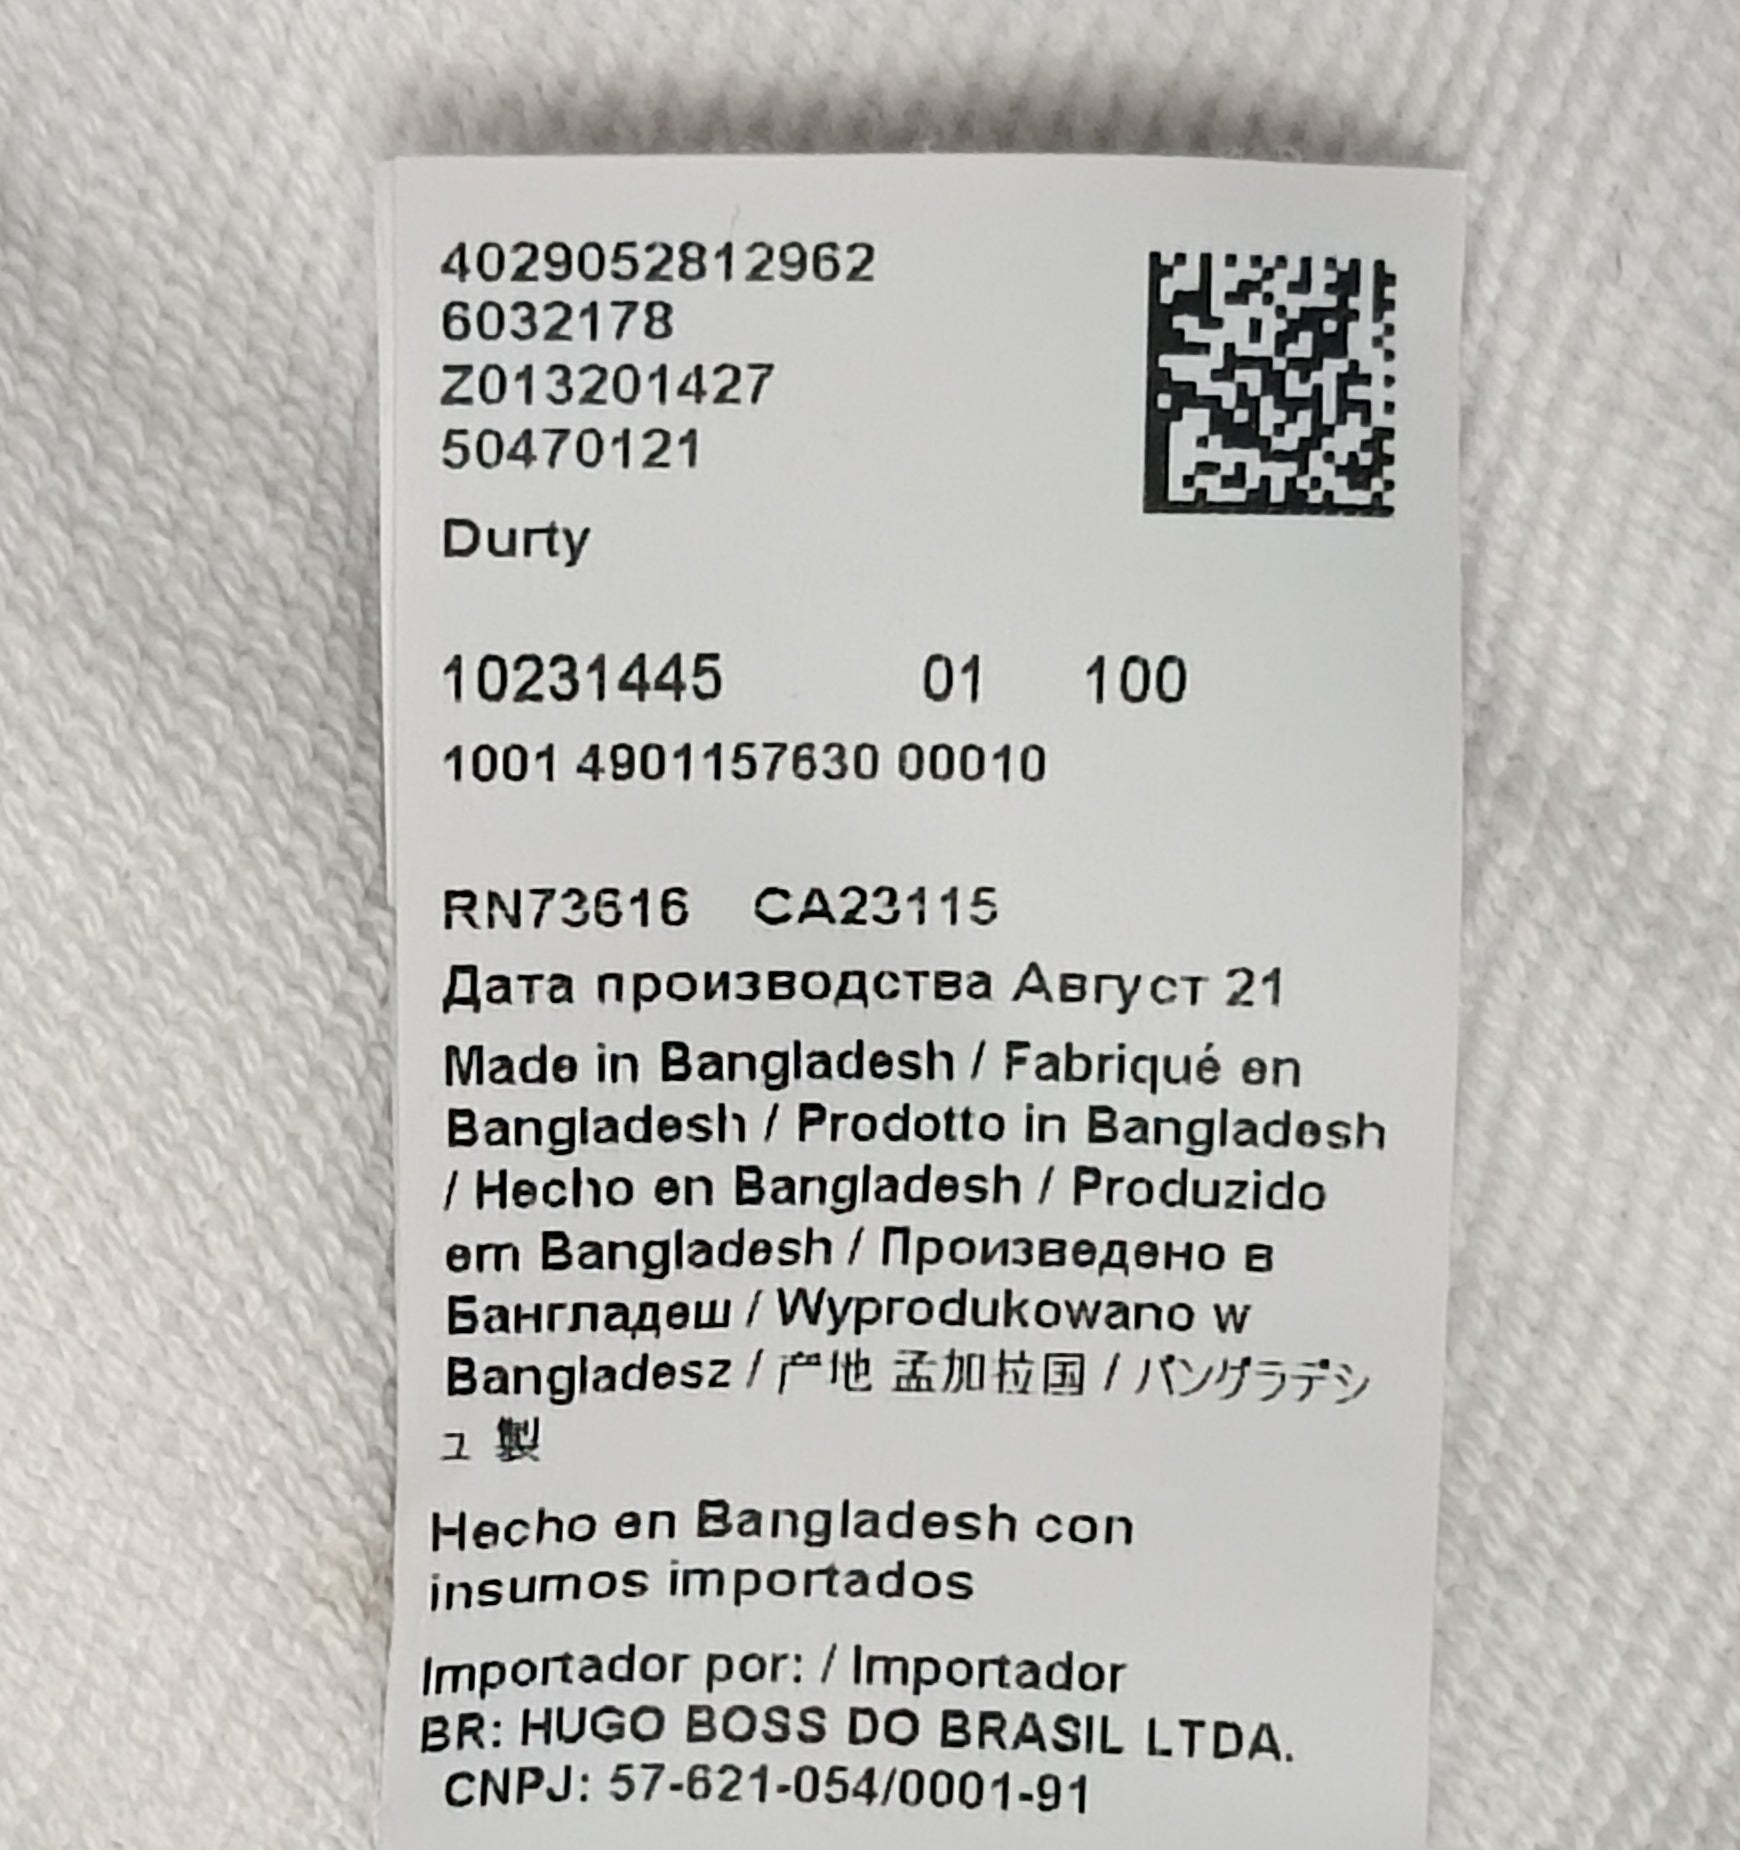 4029052812962
6032178
Z013201427
50470121
Durty
10231445 01 100
1001 4901157630 00010
RN73616 CA23115
Дата производства Август 21
Made in Bangladesh / Fabriqué en
Bangladesh / Prodotto in Bangladesh
/ Hecho en Bangladesh / Produzido
em Bangladesh / Произведено в
Бангладеш / Wyprodukowano w
Bangladesz / 产地 孟加拉国 / バングラデシ
ュ 製
Hecho en Bangladesh con
insumos importados
Importador por: / Importador
BR: HUGO BOSS DO BRASIL LTDA.
CNPJ: 57-621-054/0001-91